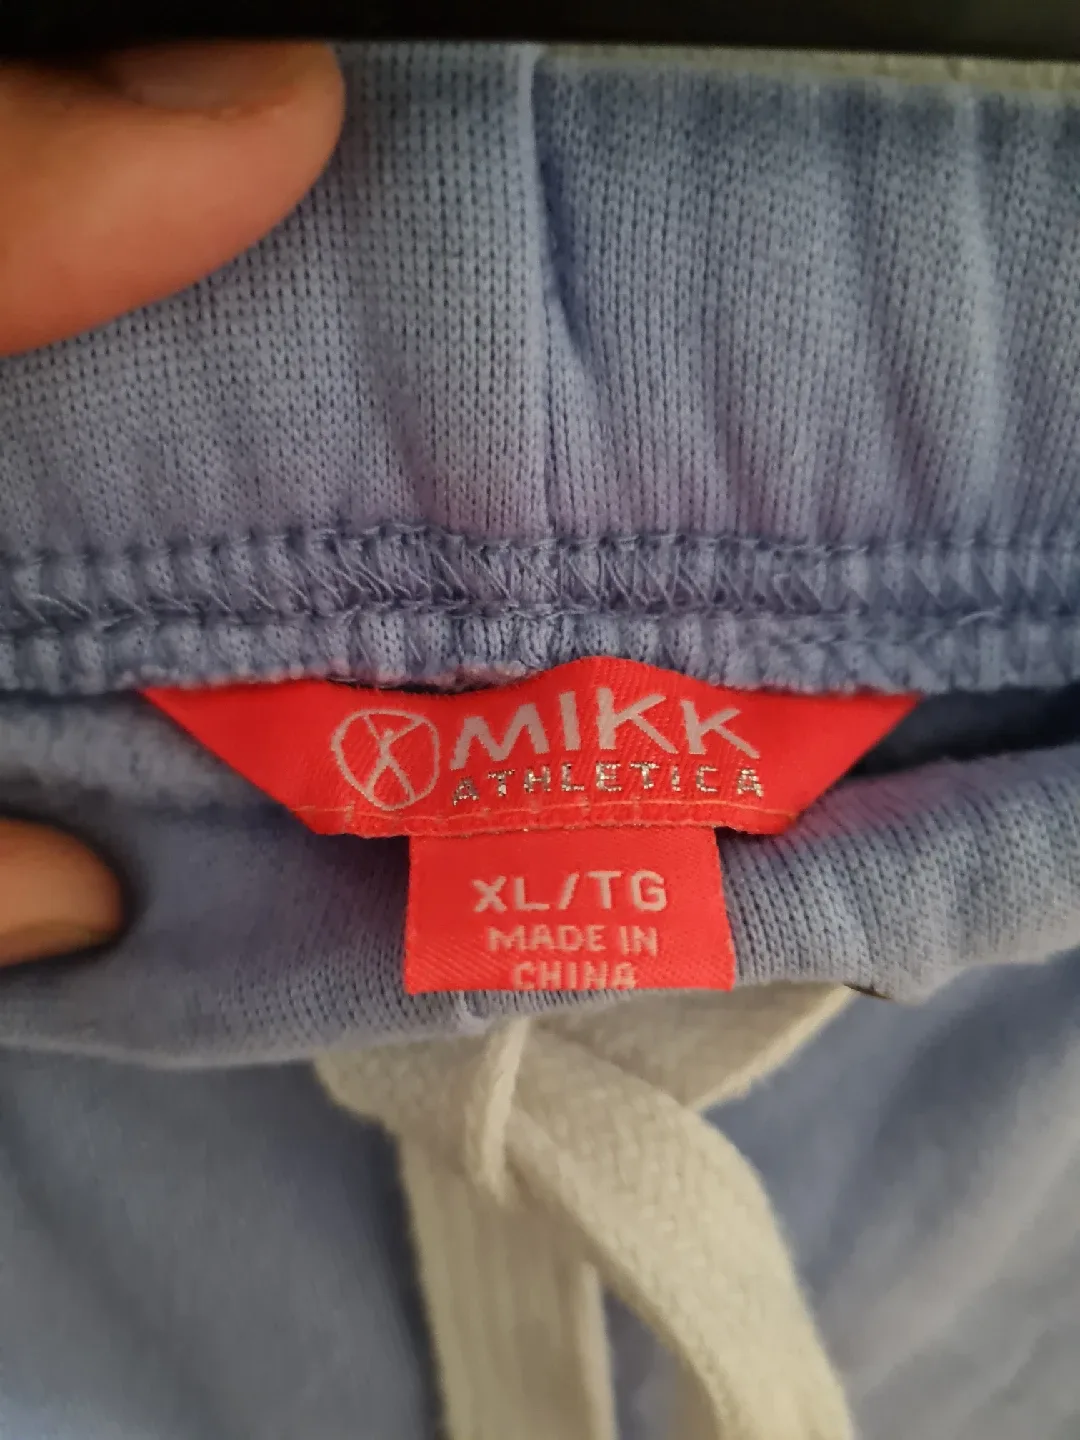 MIKK
ATHLETICA
XL/TG
MADE IN
CHINA